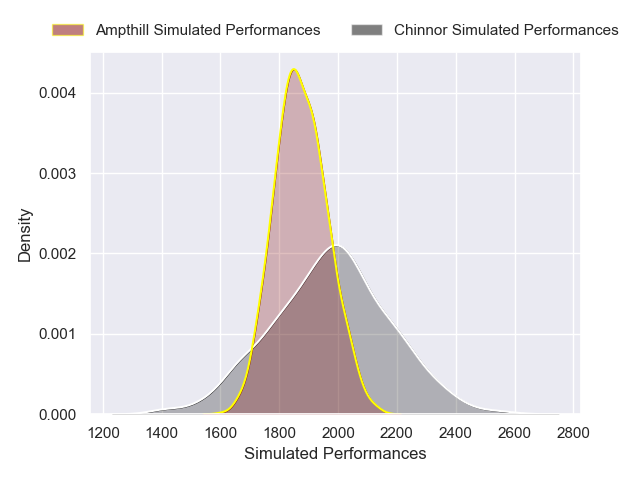 Ampthill Simulated Performances Chinnor Simulated Performances
0.004
0.003
0.002
0.001
0.000
Density
1200 1400 1600 1800 2000 2200 2400 2600 2800
Simulated Performances